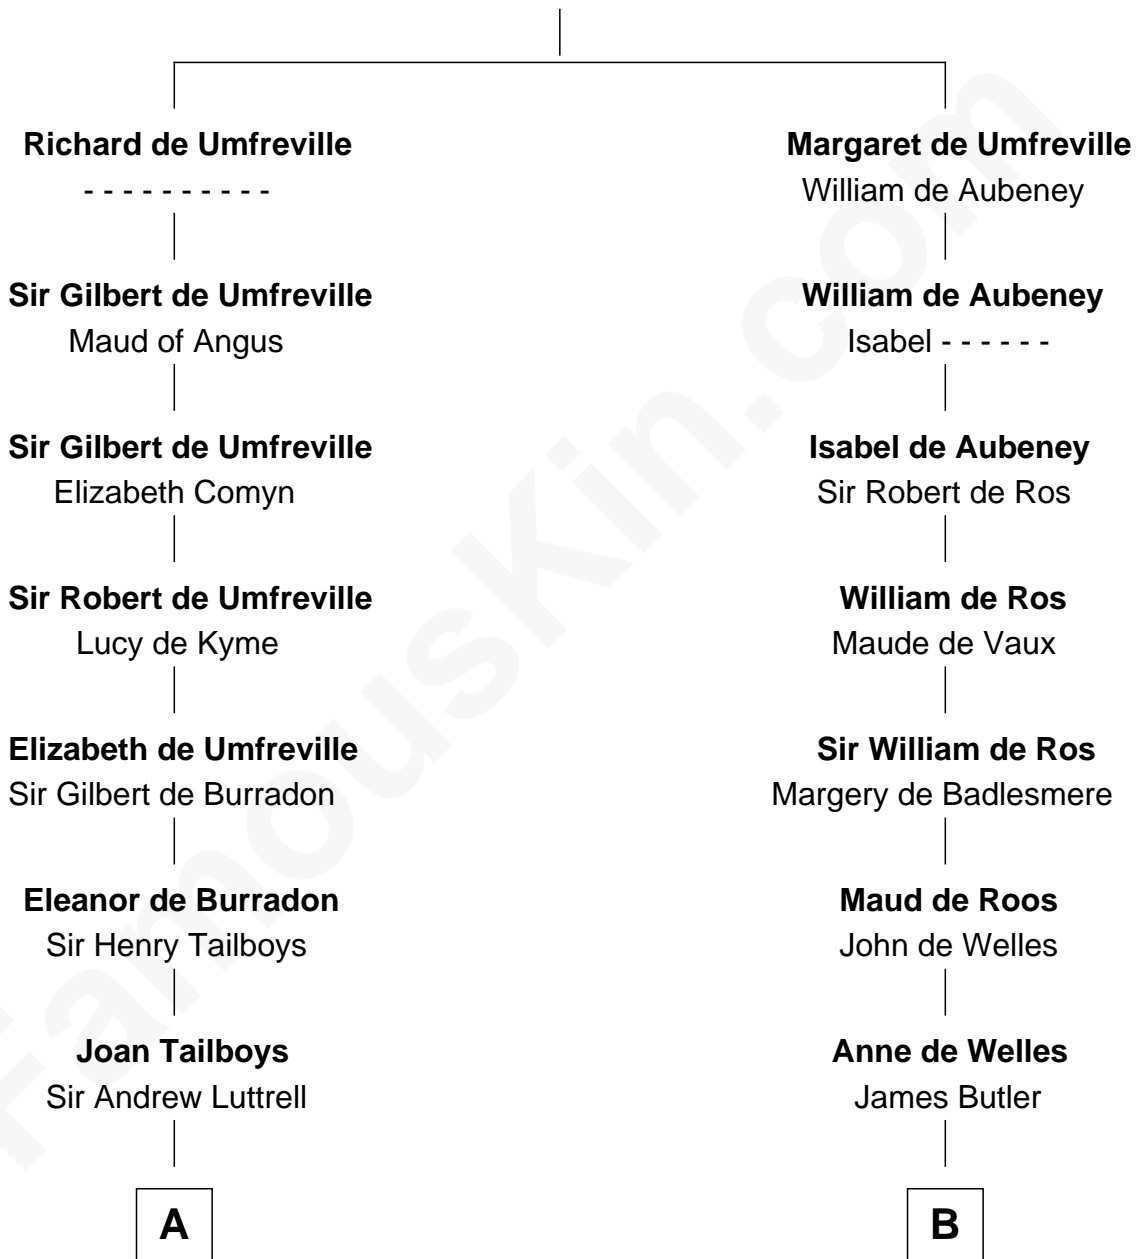 Richard de Umfreville
- - - - - - - - - -
Sir Gilbert de Umfreville
Maud of Angus
Sir Gilbert de Umfreville
Elizabeth Comyn
Sir Robert de Umfreville
Lucy de Kyme
Elizabeth de Umfreville
Sir Gilbert de Burradon
Eleanor de Burradon
Sir Henry Tailboys
Joan Tailboys
Sir Andrew Luttrell
A
Margaret de Umfreville
William de Aubeney
William de Aubeney
Isabel - - - - - -
Isabel de Aubeney
Sir Robert de Ros
William de Ros
Maude de Vaux
Sir William de Ros
Margery de Badlesmere
Maud de Roos
John de Welles
Anne de Welles
James Butler
B
FamousKin.com